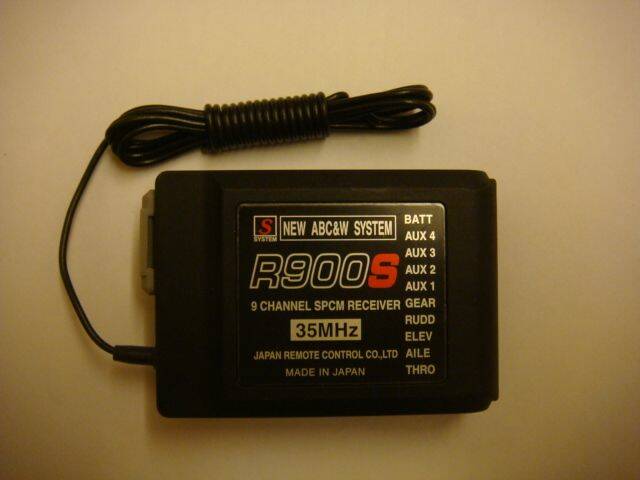 S
SYSTEM
NEW ABC&W SYSTEM
R900S
9 CHANNEL SPCM RECEIVER
35MHz
JAPAN REMOTE CONTROL CO.,LTD
MADE IN JAPAN
BATT
AUX 4
AUX 3
AUX 2
AUX 1
GEAR
RUDD
ELEV
AILE
THRO